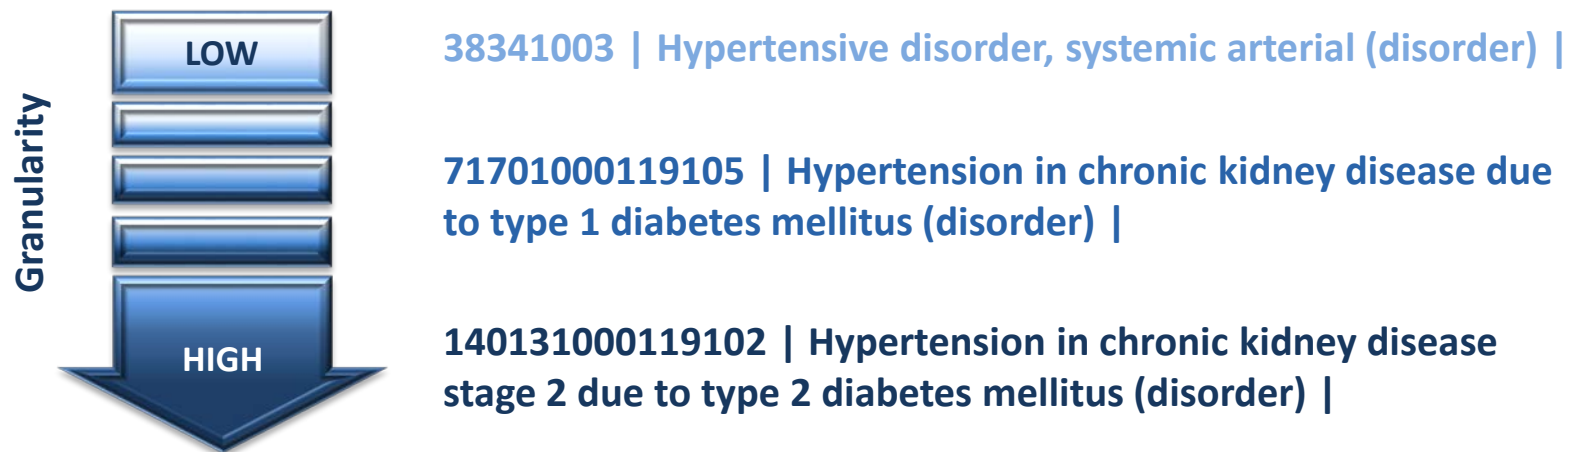 Granularity
LOW
HIGH
38341003 | Hypertensive disorder, systemic arterial (disorder) |
71701000119105 | Hypertension in chronic kidney disease due
to type 1 diabetes mellitus (disorder) |
140131000119102 | Hypertension in chronic kidney disease
stage 2 due to type 2 diabetes mellitus (disorder) |